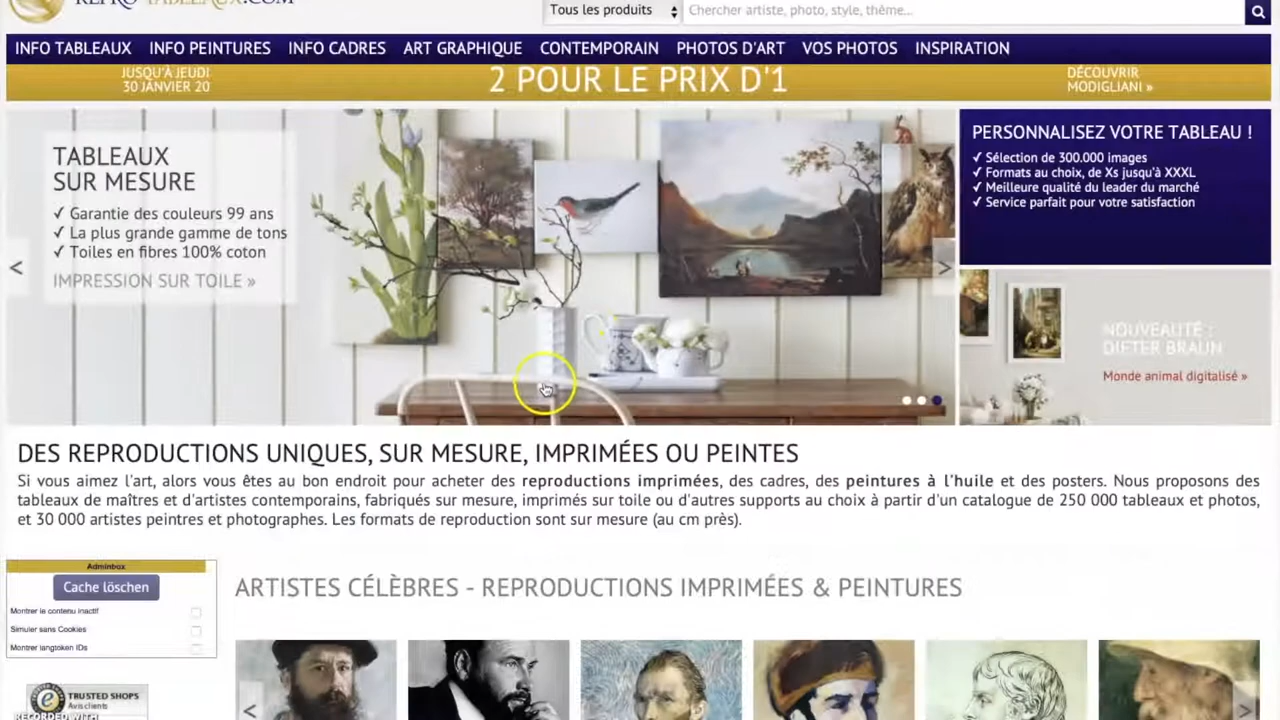 REPRO-TABLEAUX.COM
Tous les produits
Chercher artiste, photo, style, thème...
INFO TABLEAUX INFO PEINTURES INFO CADRES ART GRAPHIQUE CONTEMPORAIN PHOTOS D'ART VOS PHOTOS INSPIRATION
JUSQU'À JEUDI
30 JANVIER 20
2 POUR LE PRIX D'1
DÉCOUVRIR
MODIGLIANI »
TABLEAUX
SUR MESURE
✓ Garantie des couleurs 99 ans
✓ La plus grande gamme de tons
✓ Toiles en fibres 100% coton
IMPRESSION SUR TOILE »
<
>
PERSONNALISEZ VOTRE TABLEAU !
✓ Sélection de 300.000 images
✓ Formats au choix, de Xs jusqu'à XXXL
✓ Meilleure qualité du leader du marché
✓ Service parfait pour votre satisfaction
NOUVEAUTÉ :
DIETER BRAUN
Monde animal digitalisé »
DES REPRODUCTIONS UNIQUES, SUR MESURE, IMPRIMÉES OU PEINTES
Si vous aimez l'art, alors vous êtes au bon endroit pour acheter des reproductions imprimées, des cadres, des peintures à l'huile et des posters. Nous proposons des
tableaux de maîtres et d'artistes contemporains, fabriqués sur mesure, imprimés sur toile ou d'autres supports au choix à partir d'un catalogue de 250 000 tableaux et photos,
et 30 000 artistes peintres et photographes. Les formats de reproduction sont sur mesure (au cm près).
Adminbox
Cache löschen
Montrer le contenu inactif
Simuler sans Cookies
Montrer langtoken IDs
ARTISTES CÉLÈBRES - REPRODUCTIONS IMPRIMÉES & PEINTURES
<
>
TRUSTED SHOPS
Avis clients
RECORDED WITH